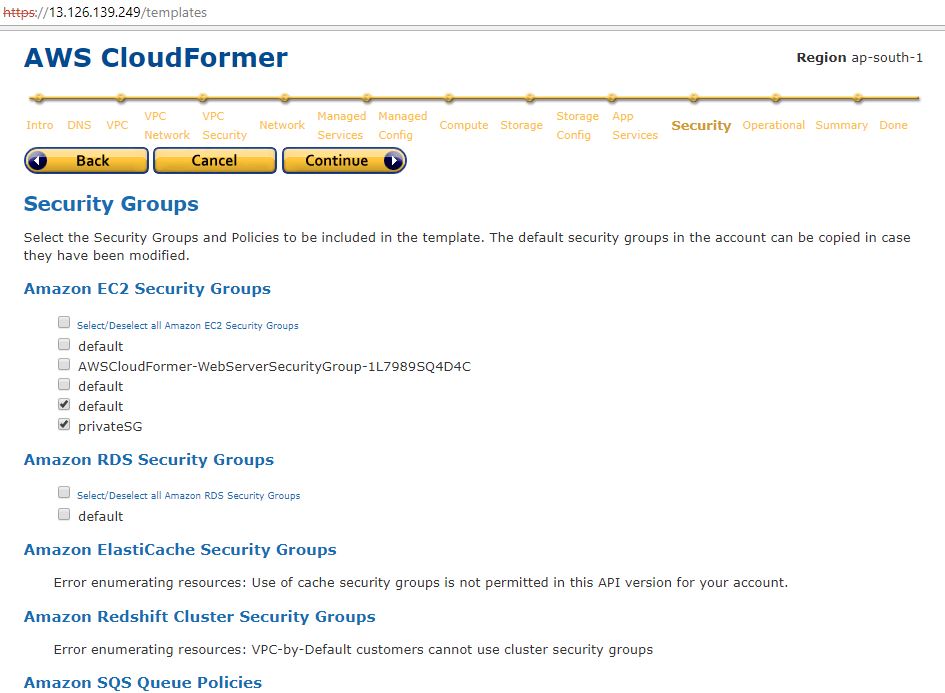 https://13.126.139.249/templates
AWS CloudFormer
Region ap-south-1
Intro
DNS
VPC
VPC
Network
VPC
Security
Network
Managed
Services
Managed
Config
Compute
Storage
Storage
Config
App
Services
Security
Operational
Summary
Done
Back
Cancel
Continue
Security Groups
Select the Security Groups and Policies to be included in the template. The default security groups in the account can be copied in case
they have been modified.
Amazon EC2 Security Groups
Select/Deselect all Amazon EC2 Security Groups
default
AWSCloudFormer-WebServerSecurityGroup-1L7989SQ4D4C
default
default
privateSG
Amazon RDS Security Groups
Select/Deselect all Amazon RDS Security Groups
default
Amazon ElastiCache Security Groups
Error enumerating resources: Use of cache security groups is not permitted in this API version for your account.
Amazon Redshift Cluster Security Groups
Error enumerating resources: VPC-by-Default customers cannot use cluster security groups
Amazon SQS Queue Policies